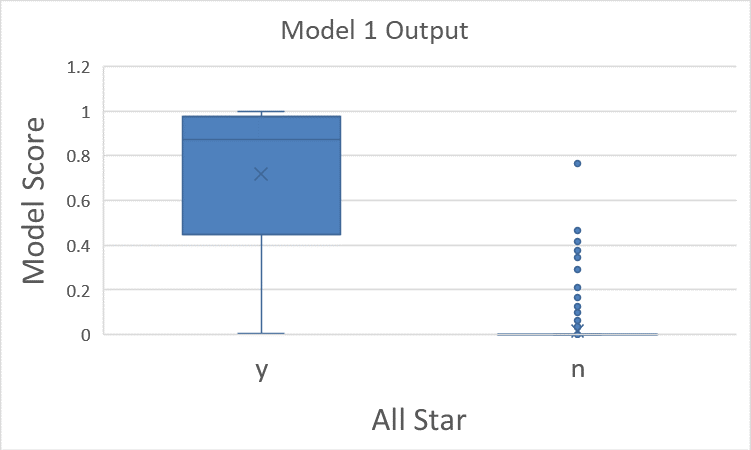 Model 1 Output
Model Score
1.2
1
0.8
0.6
0.4
0.2
0
y
n
All Star